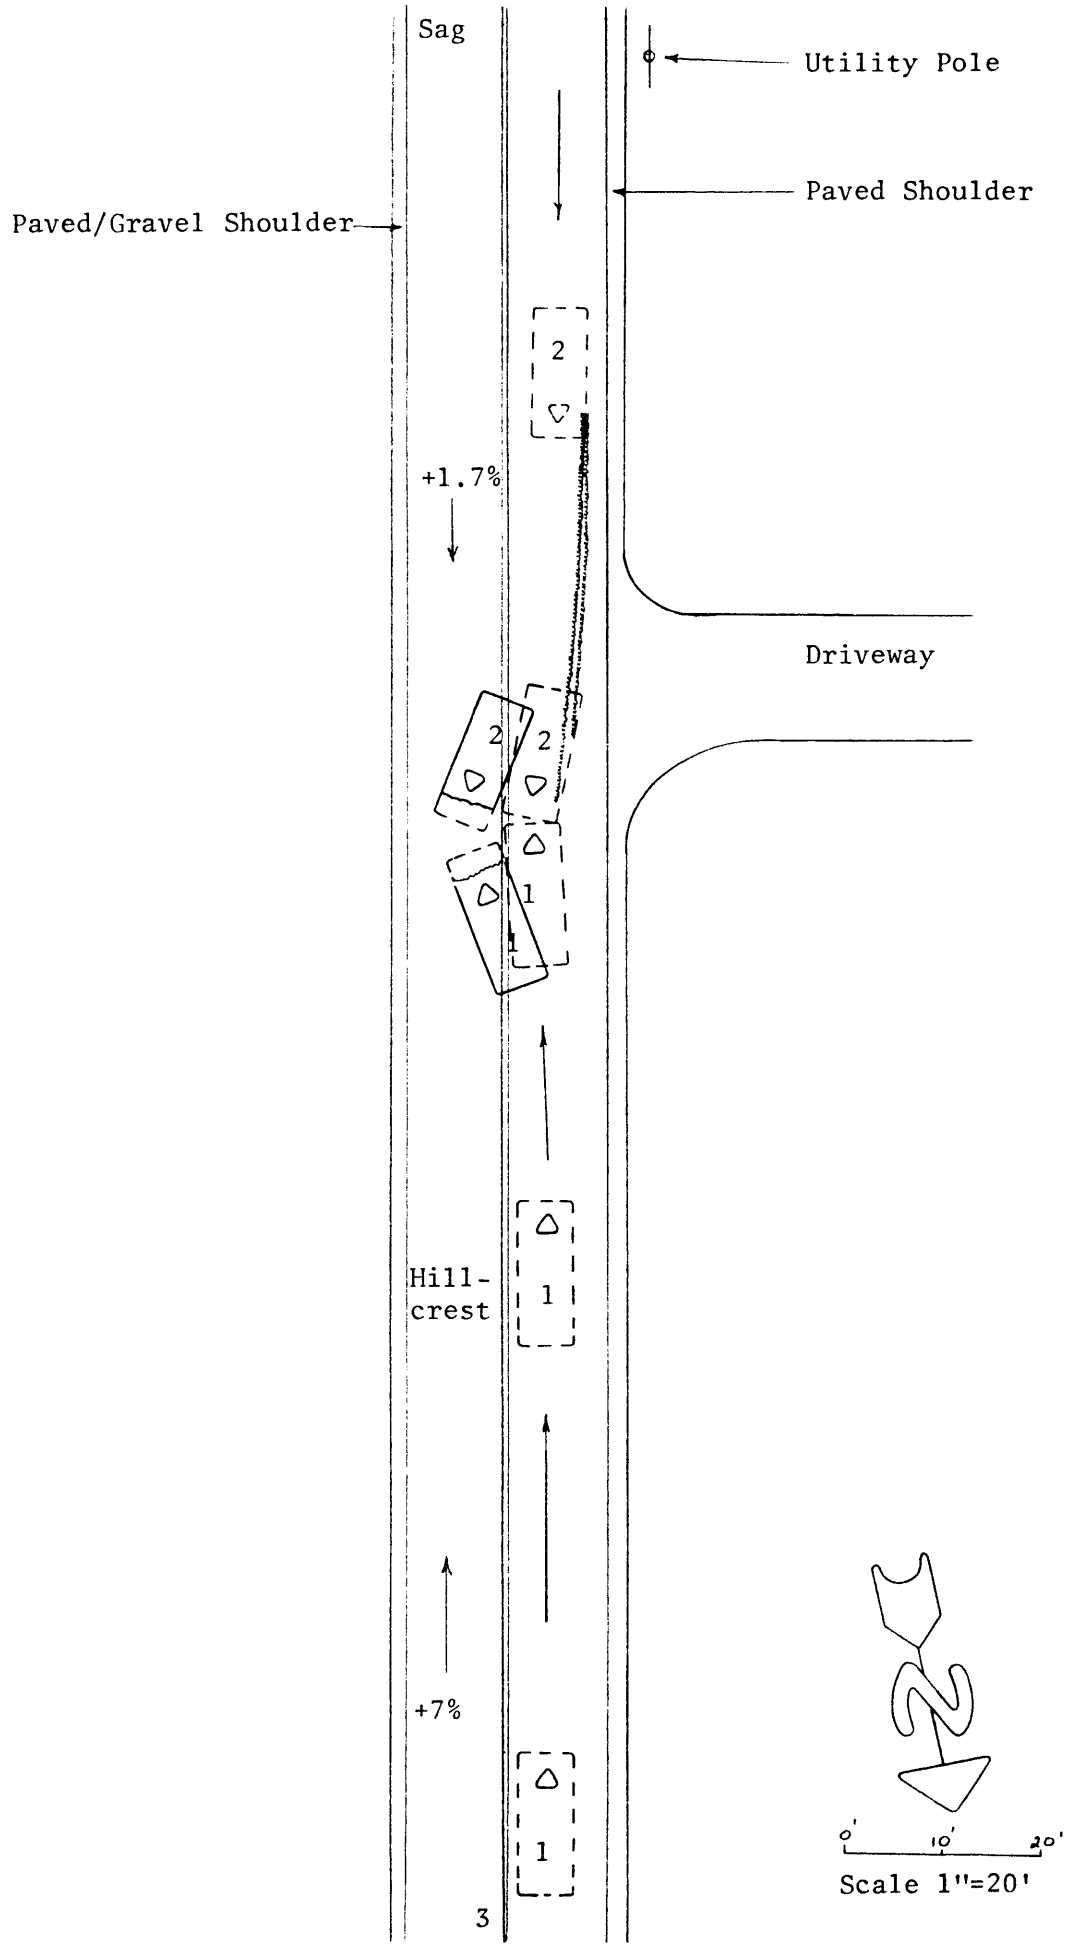 Sag
Utility Pole
Paved Shoulder
Paved/Gravel Shoulder
2
+1.7%
Driveway
2
2
1
1
Hill-
crest
1
+7%
N
1
0' 10' 20'
Scale 1"=20'
3